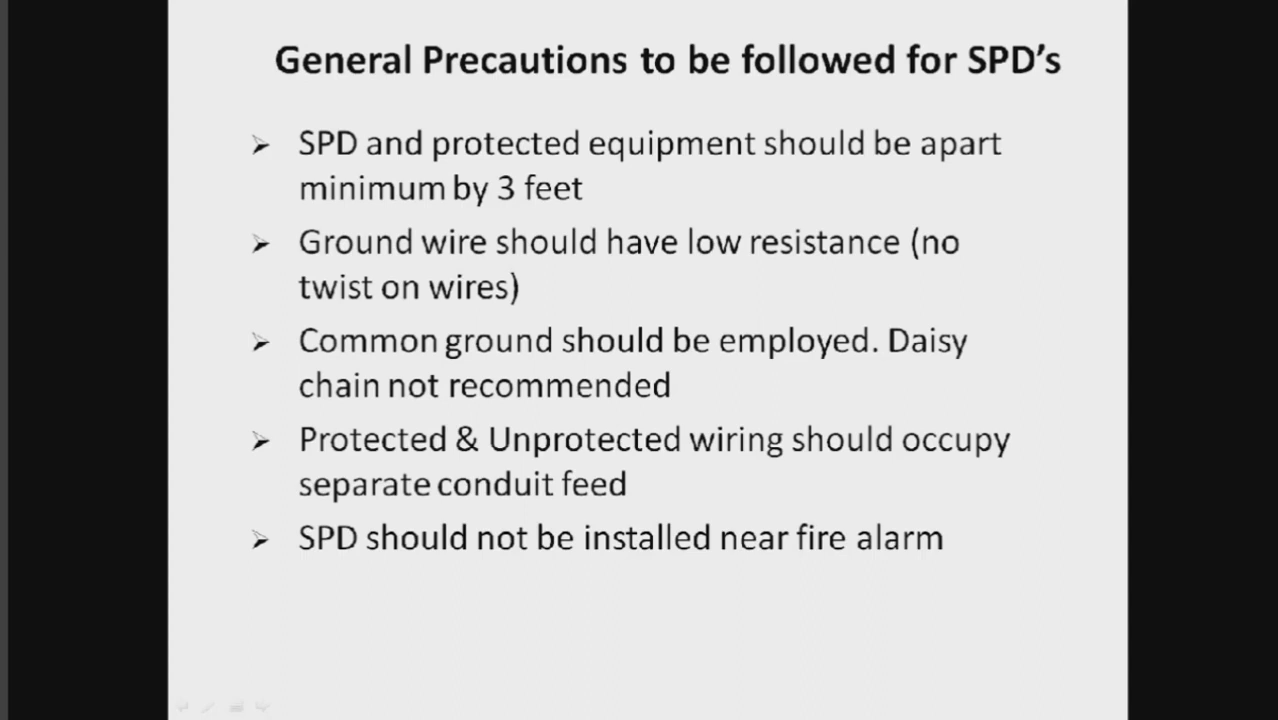 General Precautions to be followed for SPD’s
➢ SPD and protected equipment should be apart
minimum by 3 feet
➢ Ground wire should have low resistance (no
twist on wires)
➢ Common ground should be employed. Daisy
chain not recommended
➢ Protected & Unprotected wiring should occupy
separate conduit feed
➢ SPD should not be installed near fire alarm